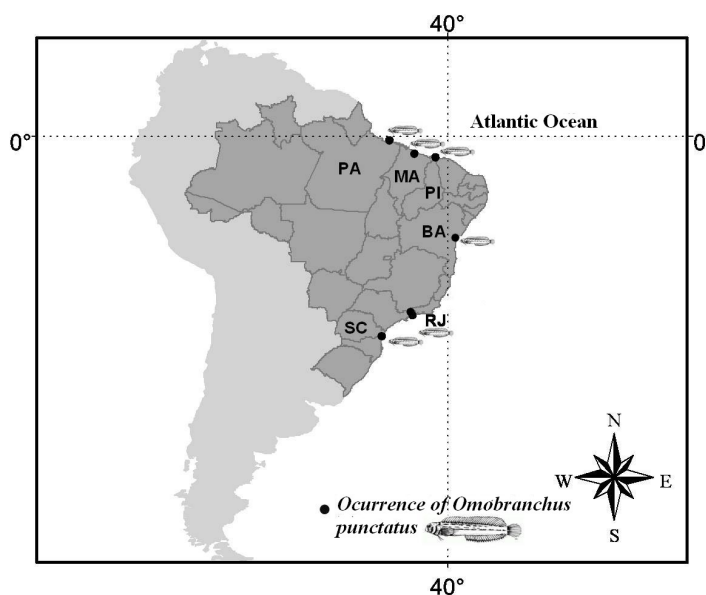 40°
Atlantic Ocean
0°
0
PA
MA
PI
BA
SC
RJ
N
W
E
S
Ocurrence of Omobranchus
punctatus
40°